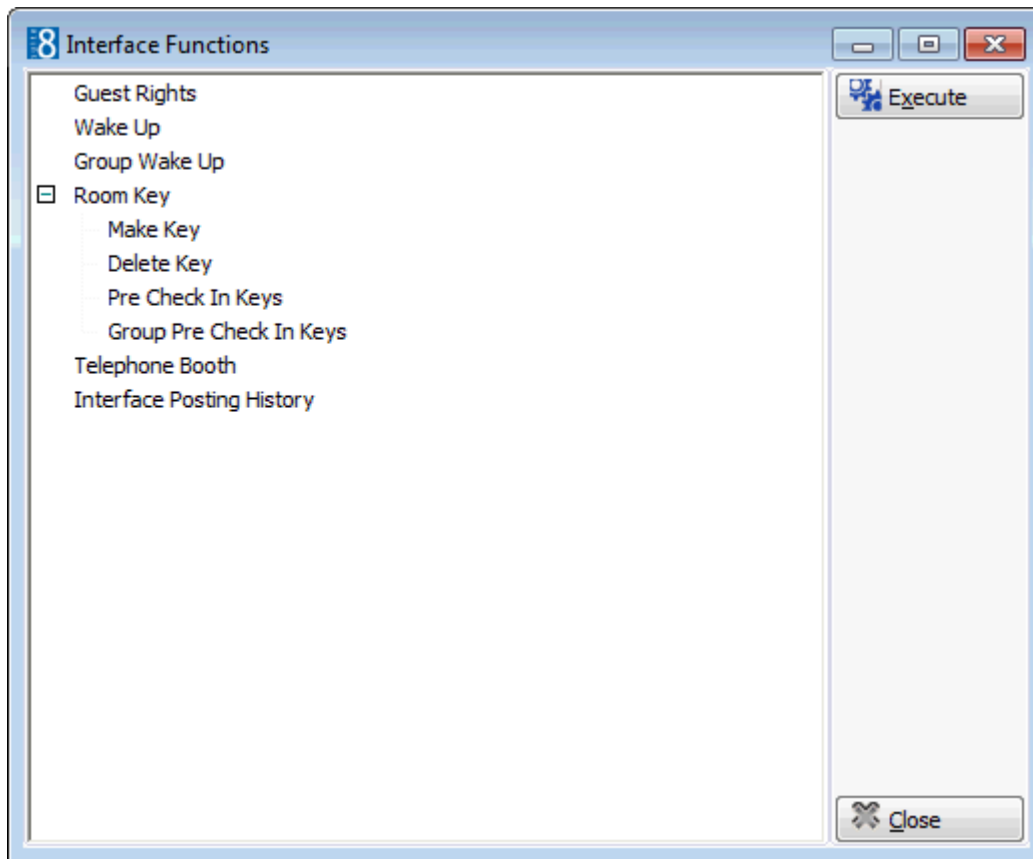 8 Interface Functions
Guest Rights
Execute
Wake Up
Group Wake Up
Room Key
Make Key
Delete Key
Pre Check In Keys
Group Pre Check In Keys
Telephone Booth
Interface Posting History
Close